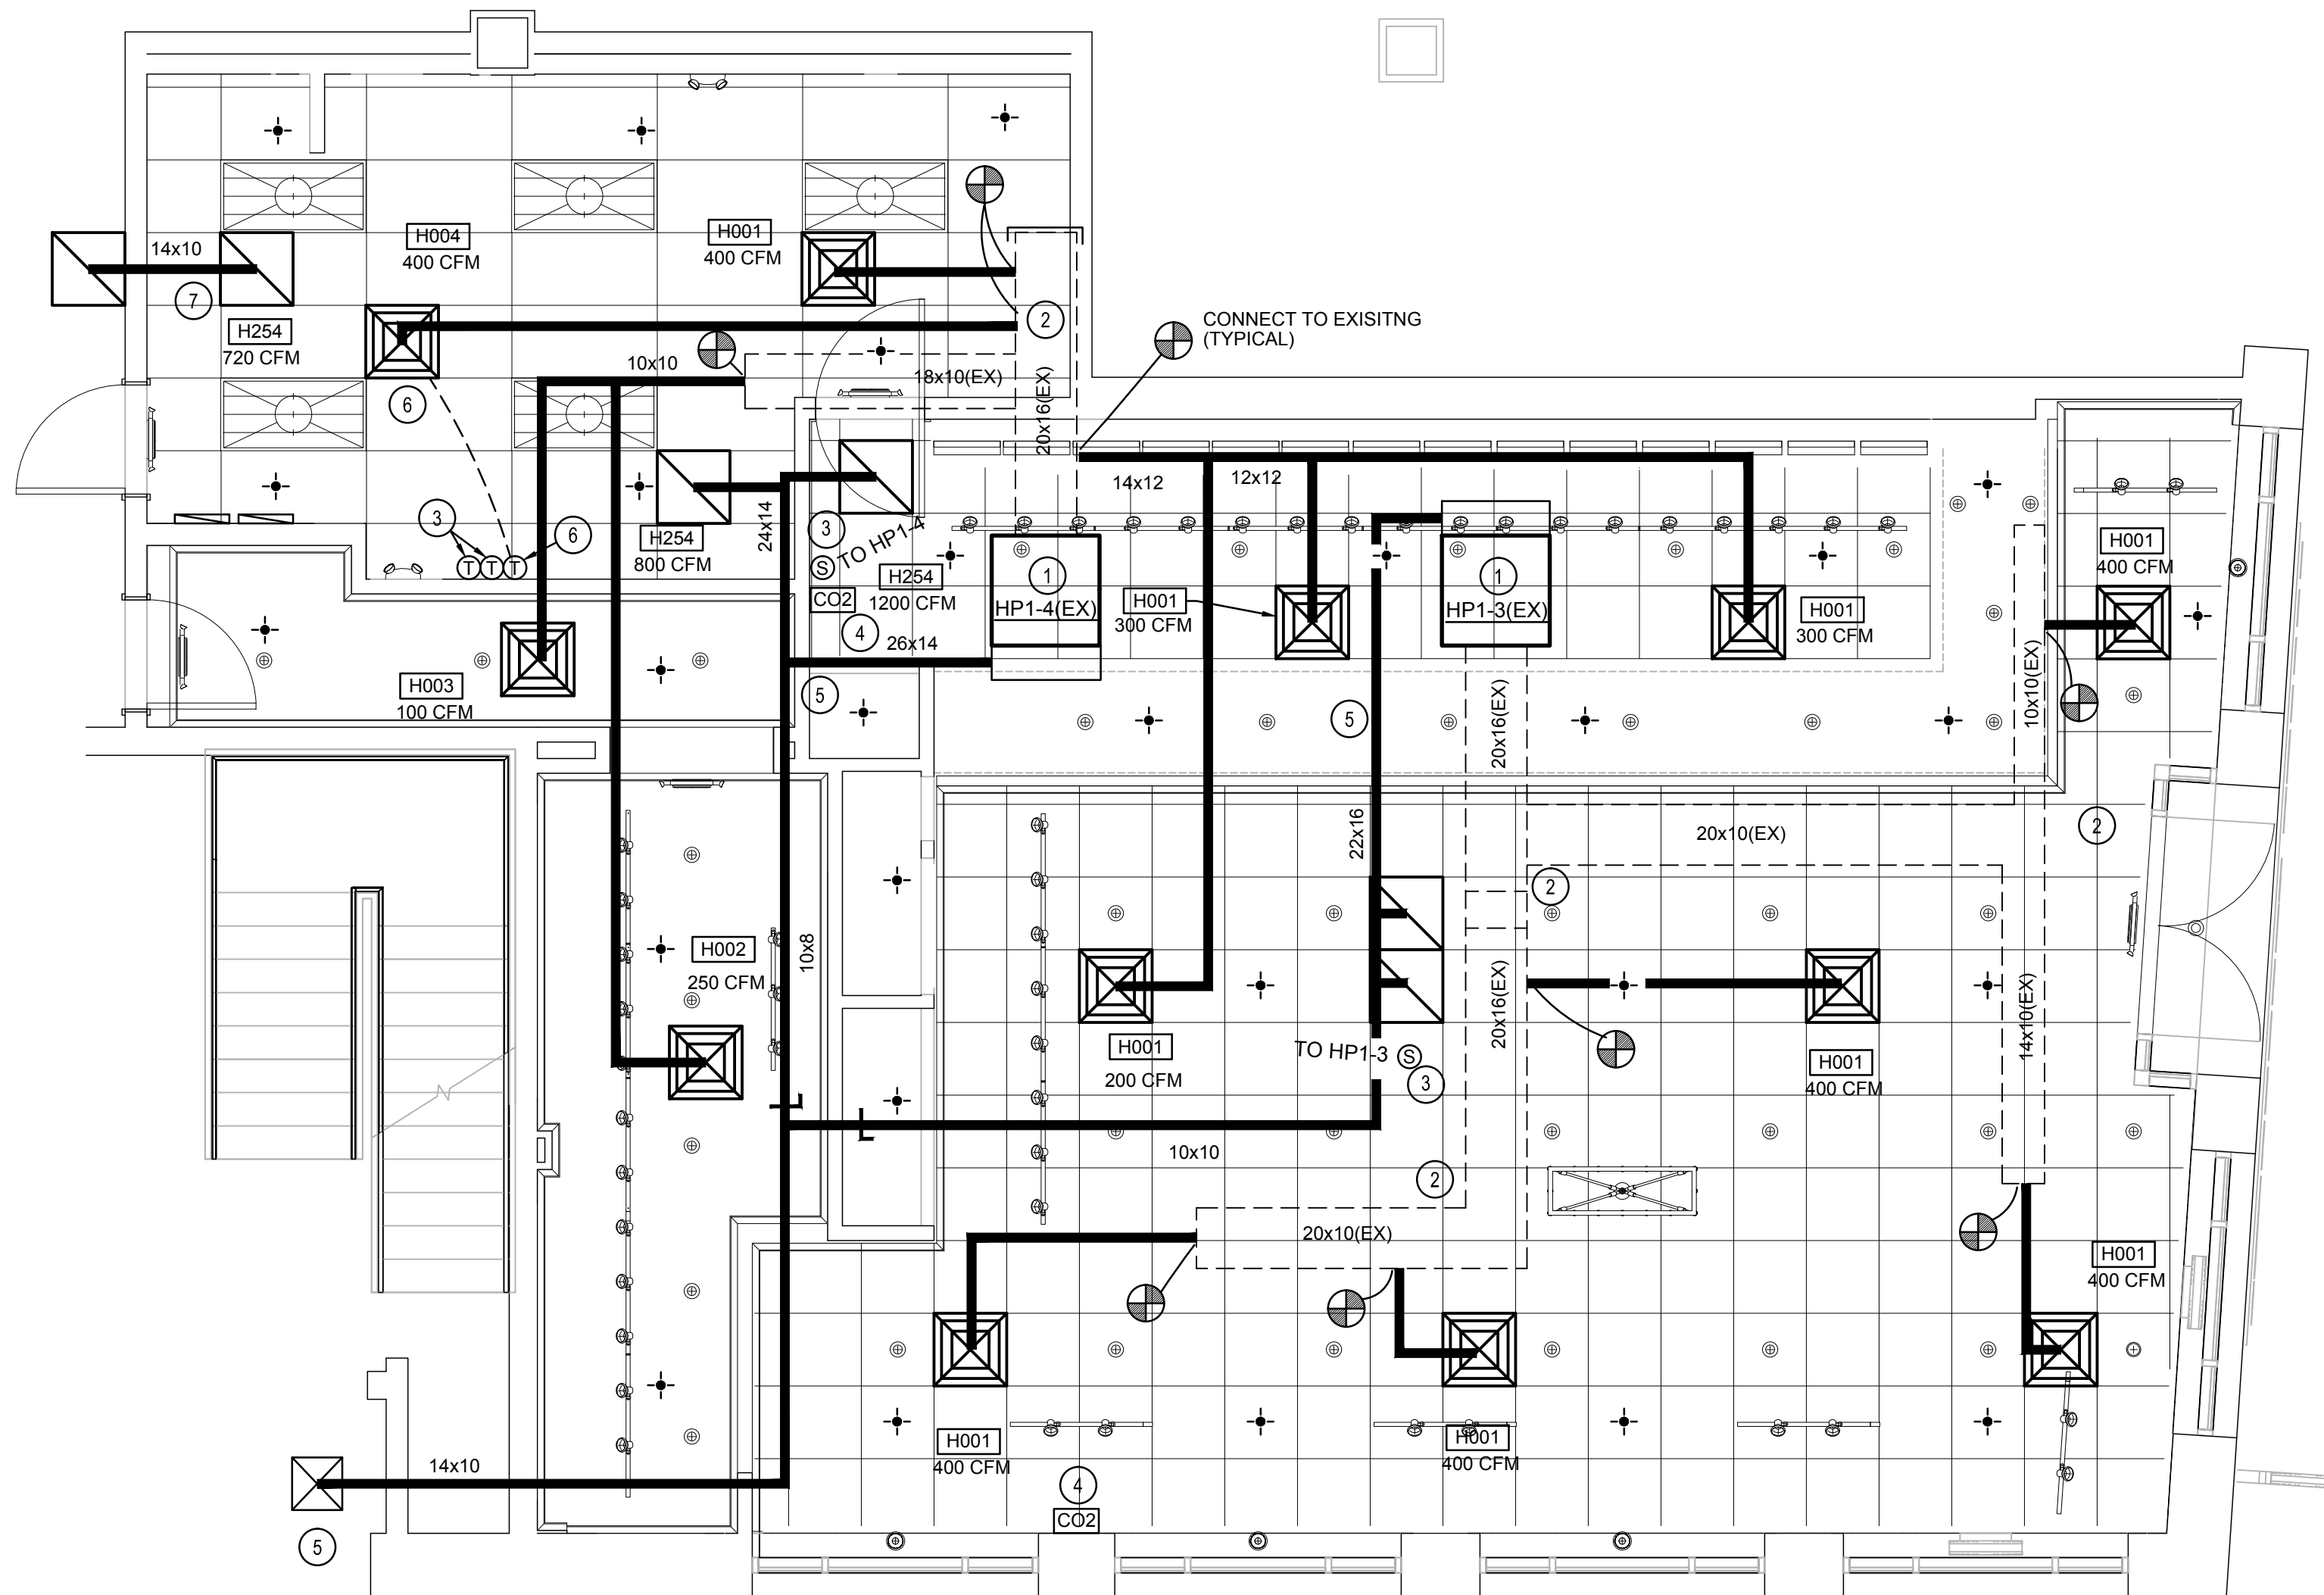 14x10
H004
400 CFM
H001
400 CFM
7
H254
720 CFM
2
CONNECT TO EXISITNG
(TYPICAL)
10x10
18x10(EX)
20x16(EX)
6
14x12
12x12
3
6
H254
800 CFM
24x14
3
S TO HP1-4
CO2
H254
1200 CFM
4
26x14
1
HP1-4(EX)
H001
300 CFM
1
HP1-3(EX)
H001
300 CFM
H001
400 CFM
T T T
H003
100 CFM
5
5
20x16(EX)
10x10(EX)
22x16
20x10(EX)
2
2
H002
250 CFM
10x8
20x16(EX)
14x10(EX)
H001
200 CFM
TO HP1-3 S
3
H001
400 CFM
10x10
2
20x10(EX)
H001
400 CFM
H001
400 CFM
H001
400 CFM
14x10
4
CO2
5